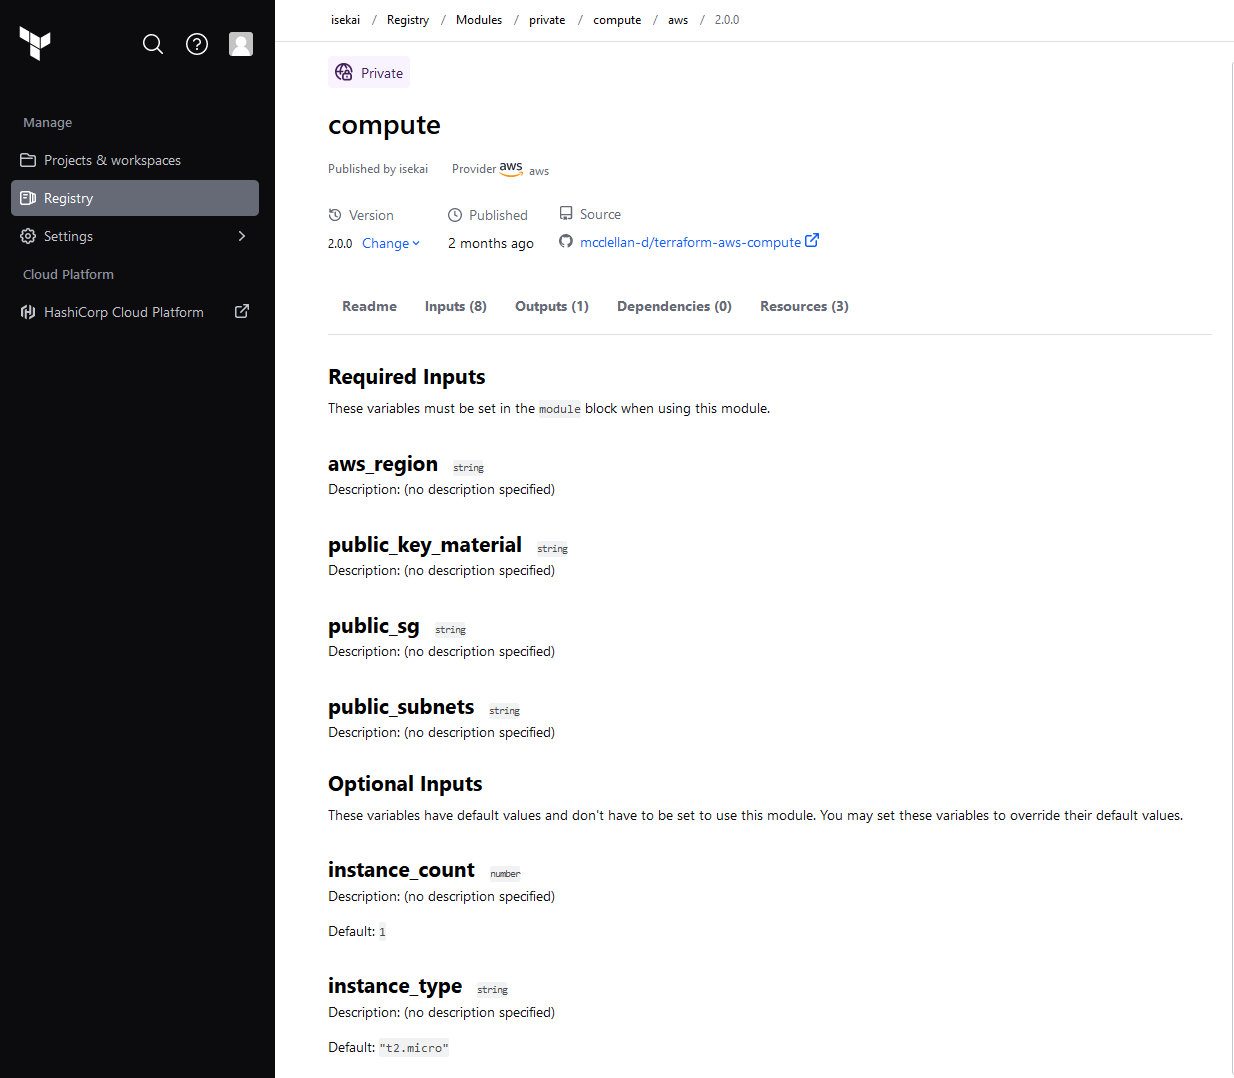 isekai / Registry / Modules / private / compute / aws / 2.0.0
Manage
Projects & workspaces
Registry
Settings
Cloud Platform
HashiCorp Cloud Platform
Private
compute
Published by isekai Provider aws aws
Version Published Source
2.0.0 Change 2 months ago mcclellan-d/terraform-aws-compute
Readme Inputs (8) Outputs (1) Dependencies (0) Resources (3)
Required Inputs
These variables must be set in the module block when using this module.
aws_region string
Description: (no description specified)
public_key_material string
Description: (no description specified)
public_sg string
Description: (no description specified)
public_subnets string
Description: (no description specified)
Optional Inputs
These variables have default values and don't have to be set to use this module. You may set these variables to override their default values.
instance_count number
Description: (no description specified)
Default: 1
instance_type string
Description: (no description specified)
Default: "t2.micro"